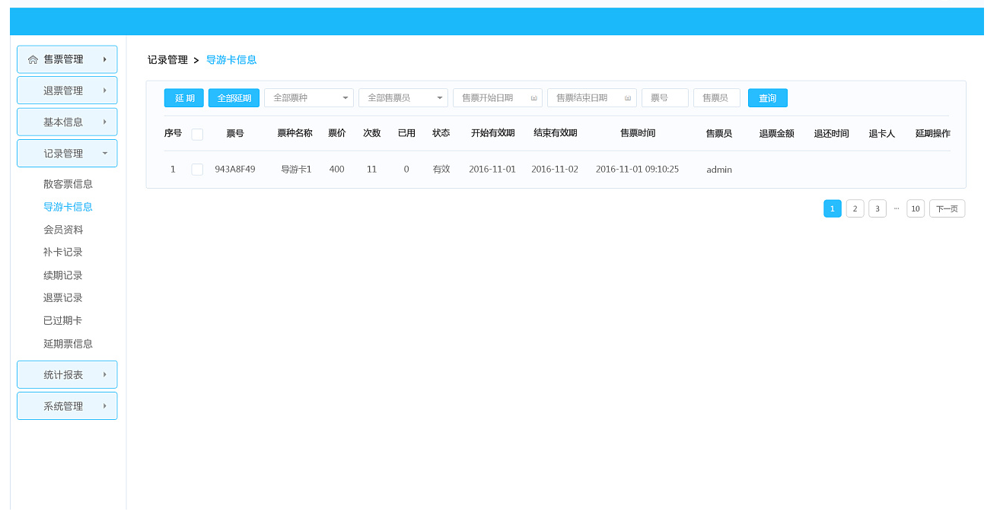 售票管理
退票管理
基本信息
记录管理
散客票信息
导游卡信息
会员资料
补卡记录
续期记录
退票记录
已过期卡
延期票信息
统计报表
系统管理
记录管理 > 导游卡信息
延 期 全部延期 全部票种 全部售票员 售票开始日期 售票结束日期 票号 售票员 查询
序号 票号 票种名称 票价 次数 已用 状态 开始有效期 结束有效期 售票时间 售票员 退票金额 退还时间 退卡人 延期操作
1 943A8F49 导游卡1 400 11 0 有效 2016-11-01 2016-11-02 2016-11-01 09:10:25 admin
1 2 3 ··· 10 下一页